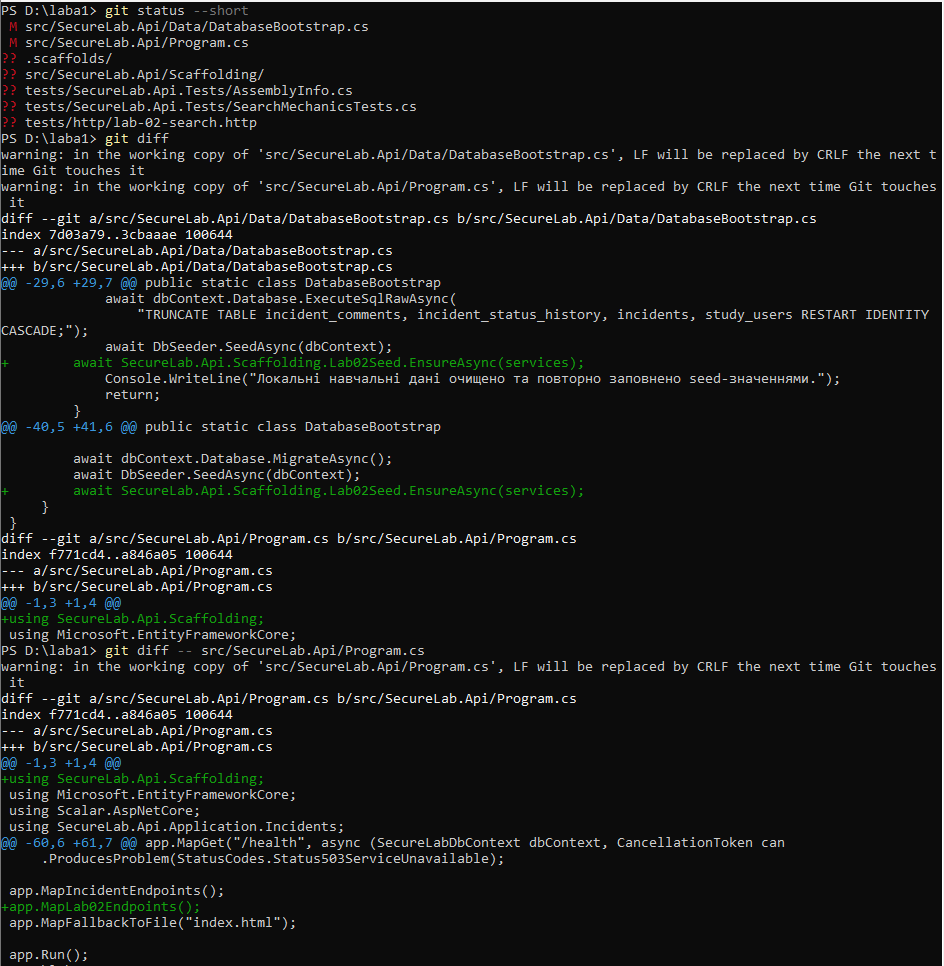 PS D:\laba1> git status --short
 M src/SecureLab.Api/Data/DatabaseBootstrap.cs
 M src/SecureLab.Api/Program.cs
?? .scaffolds/
?? src/SecureLab.Api/Scaffolding/
?? tests/SecureLab.Api.Tests/AssemblyInfo.cs
?? tests/SecureLab.Api.Tests/SearchMechanicsTests.cs
?? tests/http/lab-02-search.http
PS D:\laba1> git diff
warning: in the working copy of 'src/SecureLab.Api/Data/DatabaseBootstrap.cs', LF will be replaced by CRLF the next t
ime Git touches it
warning: in the working copy of 'src/SecureLab.Api/Program.cs', LF will be replaced by CRLF the next time Git touches
 it
diff --git a/src/SecureLab.Api/Data/DatabaseBootstrap.cs b/src/SecureLab.Api/Data/DatabaseBootstrap.cs
index 7d03a79..3cbaaae 100644
--- a/src/SecureLab.Api/Data/DatabaseBootstrap.cs
+++ b/src/SecureLab.Api/Data/DatabaseBootstrap.cs
@@ -29,6 +29,7 @@ public static class DatabaseBootstrap
             await dbContext.Database.ExecuteSqlRawAsync(
                 "TRUNCATE TABLE incident_comments, incident_status_history, incidents, study_users RESTART IDENTITY
CASCADE;");
             await DbSeeder.SeedAsync(dbContext);
+        await SecureLab.Api.Scaffolding.Lab02Seed.EnsureAsync(services);
             Console.WriteLine("Локальні навчальні дані очищено та повторно заповнено seed-значеннями.");
             return;
         }
@@ -40,5 +41,6 @@ public static class DatabaseBootstrap

         await dbContext.Database.MigrateAsync();
         await DbSeeder.SeedAsync(dbContext);
+        await SecureLab.Api.Scaffolding.Lab02Seed.EnsureAsync(services);
     }
 }
diff --git a/src/SecureLab.Api/Program.cs b/src/SecureLab.Api/Program.cs
index f771cd4..a846a05 100644
--- a/src/SecureLab.Api/Program.cs
+++ b/src/SecureLab.Api/Program.cs
@@ -1,3 +1,4 @@
+using SecureLab.Api.Scaffolding;
 using Microsoft.EntityFrameworkCore;
PS D:\laba1> git diff -- src/SecureLab.Api/Program.cs
warning: in the working copy of 'src/SecureLab.Api/Program.cs', LF will be replaced by CRLF the next time Git touches
 it
diff --git a/src/SecureLab.Api/Program.cs b/src/SecureLab.Api/Program.cs
index f771cd4..a846a05 100644
--- a/src/SecureLab.Api/Program.cs
+++ b/src/SecureLab.Api/Program.cs
@@ -1,3 +1,4 @@
+using SecureLab.Api.Scaffolding;
 using Microsoft.EntityFrameworkCore;
 using Scalar.AspNetCore;
 using SecureLab.Api.Application.Incidents;
@@ -60,6 +61,7 @@ app.MapGet("/health", async (SecureLabDbContext dbContext, CancellationToken can
     .ProducesProblem(StatusCodes.Status503ServiceUnavailable);

 app.MapIncidentEndpoints();
+app.MapLab02Endpoints();
 app.MapFallbackToFile("index.html");

 app.Run();